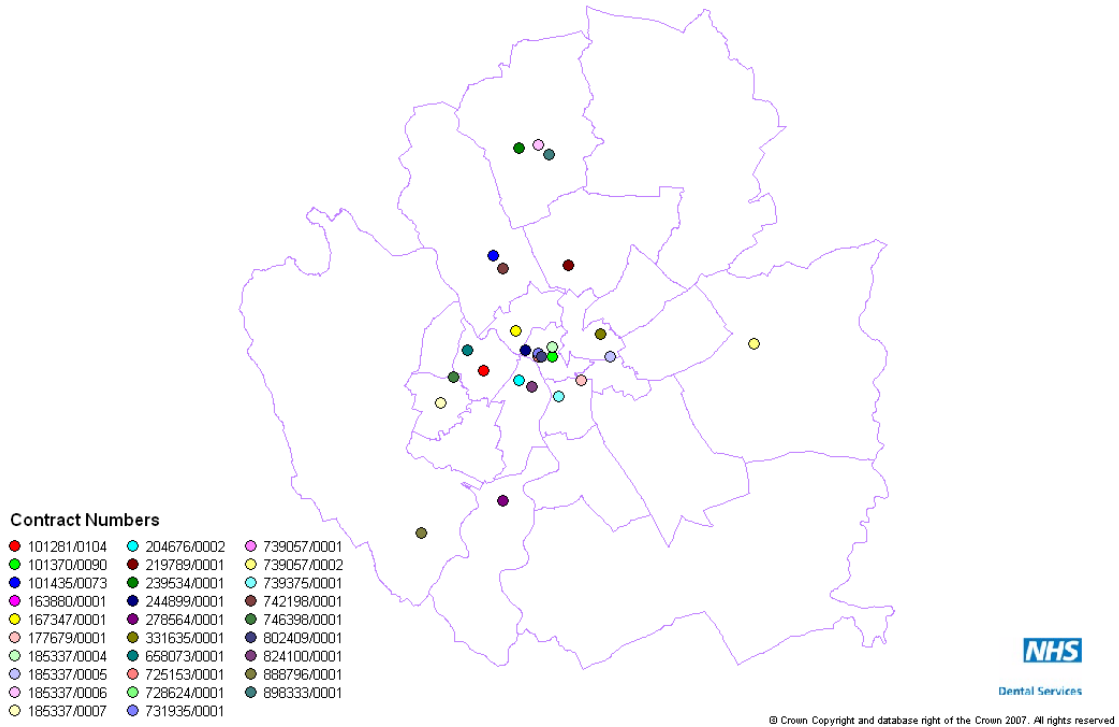 Contract Numbers
101281/0104 204676/0002 739057/0001
101370/0090 219789/0001 739057/0002
101435/0073 239534/0001 739375/0001
163880/0001 244899/0001 742198/0001
167347/0001 278564/0001 746398/0001
177679/0001 331635/0001 802409/0001
185337/0004 658073/0001 824100/0001
185337/0005 725153/0001 888796/0001
185337/0006 728624/0001 898333/0001
185337/0007 731935/0001
NHS
Dental Services
© Crown Copyright and database right of the Crown 2007. All rights reserved